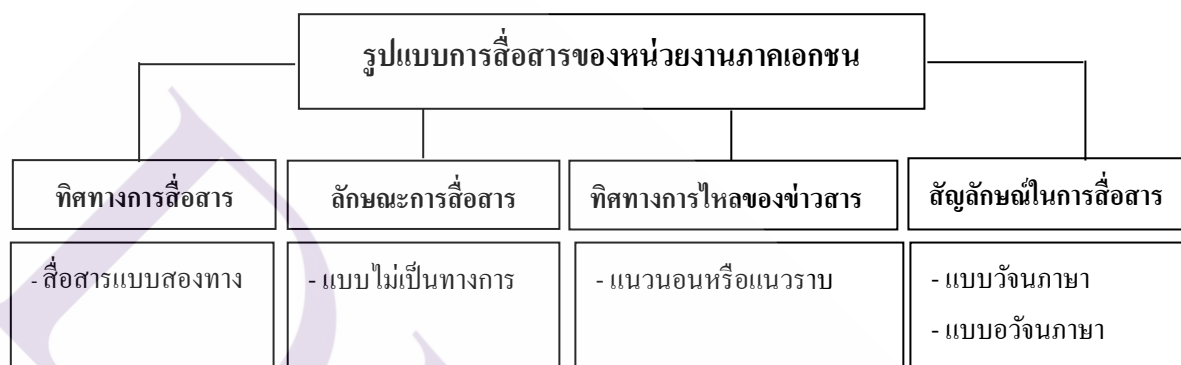 รูปแบบการสื่อสารของหน่วยงานภาคเอกชน
ทิศทางการสื่อสาร
ลักษณะการสื่อสาร
ทิศทางการไหลของข่าวสาร
สัญลักษณ์ในการสื่อสาร
- สื่อสารแบบสองทาง
- แบบไม่เป็นทางการ
- แนวนอนหรือแนวราบ
- แบบวัจนภาษา
- แบบอวัจนภาษา